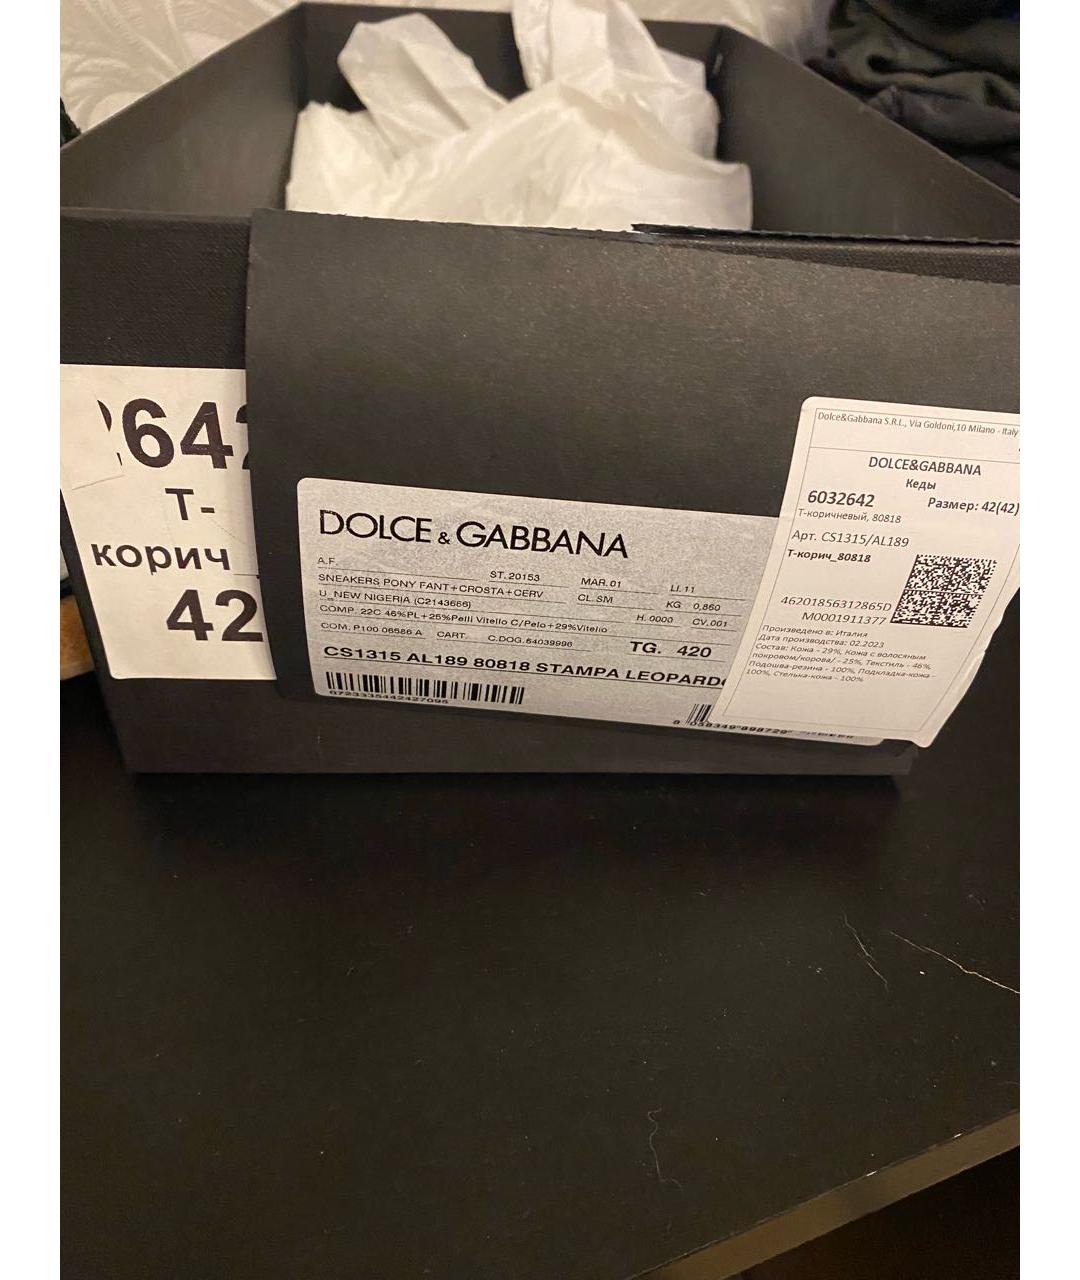 2642
Т-
корич
42
DOLCE & GABBANA
A.F. ST. 20153 MAR. 01 LI. 11
SNEAKERS PONY FANT+CROSTA+CERV CL. SM KG 0,860
U_NEW NIGERIA (C2143666) H. 0000 CV.001
COMP. 22C 46%PL+25%Pelli Vitello C/Pelo+29%Vitello
COM. P100 06586 A CART. C.DOG. 64039996 TG. 420
CS1315 AL189 80818 STAMPA LEOPARDO
0723335442427095
8 058349 898729
Dolce&Gabbana S.R.L., Via Goldoni,10 Milano - Italy
DOLCE&GABBANA
Кеды
6032642 Размер: 42(42)
Т-коричневый, 80818
Арт. CS1315/AL189
Т-корич_80818
46201856312865D
M0001911377
Произведено в: Италия
Дата производства: 02.2023
Состав: Кожа - 29%, Кожа с волосяным
покровом/корова/ - 25%, Текстиль - 46%,
Подошва-резина - 100%, Подкладка-кожа -
100%, Стелька-кожа - 100%